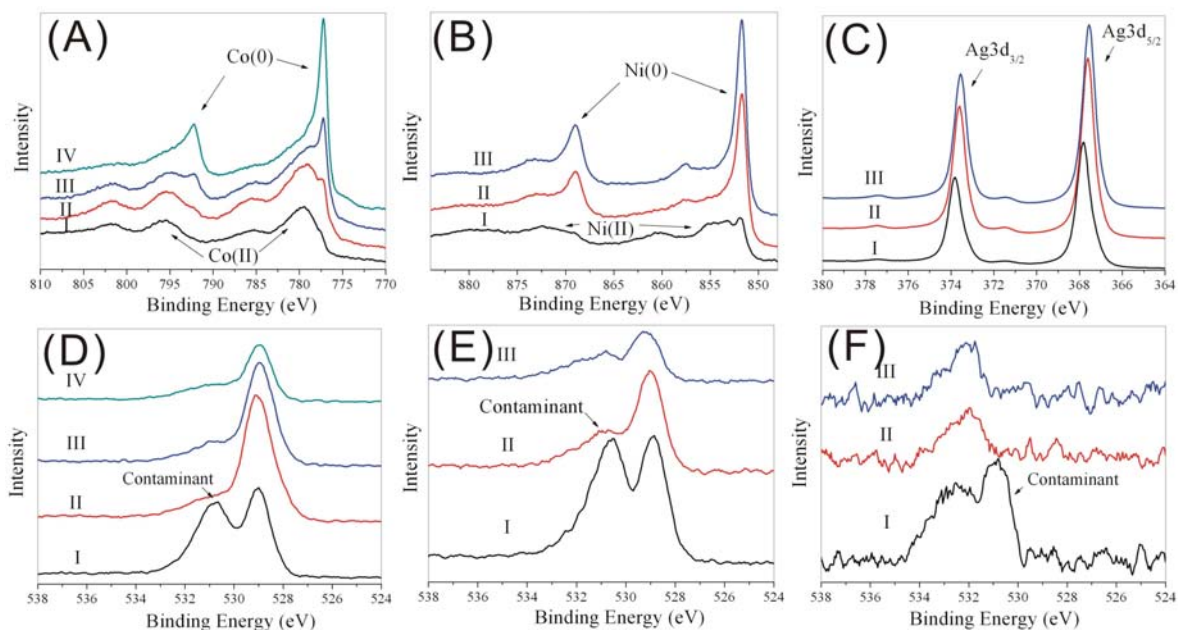 (A)
Co(0)
Co(II)
IV
III
II
I
Intensity
810 805 800 795 790 785 780 775 770
Binding Energy (eV)
(B)
Ni(0)
Ni(II)
III
II
I
Intensity
880 875 870 865 860 855 850
Binding Energy (eV)
(C)
Ag3d3/2
Ag3d5/2
III
II
I
Intensity
380 378 376 374 372 370 368 366 364
Binding Energy (eV)
(D)
IV
III
Contaminant
II
I
Intensity
538 536 534 532 530 528 526 524
Binding Energy (eV)
(E)
III
Contaminant
II
I
Intensity
538 536 534 532 530 528 526 524
Binding Energy (eV)
(F)
III
II
Contaminant
I
Intensity
538 536 534 532 530 528 526 524
Binding Energy (eV)